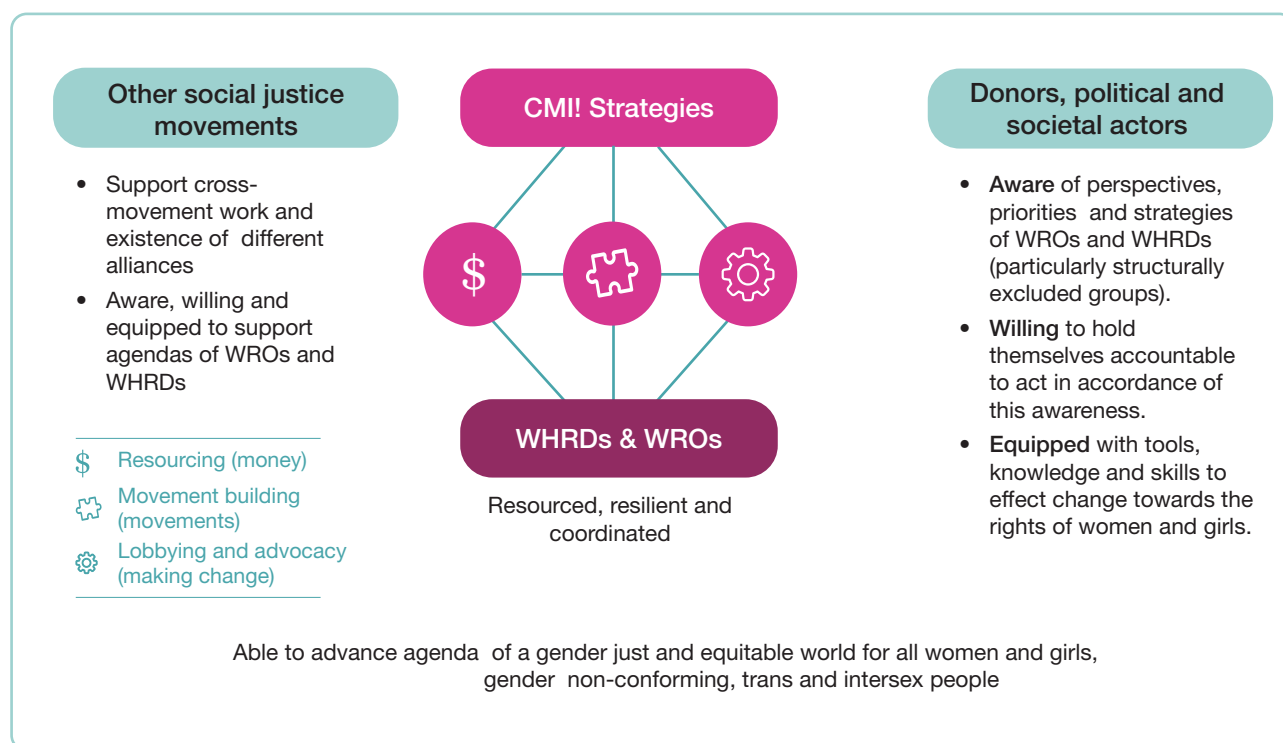 Other social justice
movements
• Support cross-
movement work and
existence of different
alliances
• Aware, willing and
equipped to support
agendas of WROs and
WHRDs
$ Resourcing (money)
Movement building
(movements)
Lobbying and advocacy
(making change)
CMI! Strategies
$
WHRDs & WROs
Resourced, resilient and
coordinated
Donors, political and
societal actors
• Aware of perspectives,
priorities and strategies
of WROs and WHRDs
(particularly structurally
excluded groups).
• Willing to hold
themselves accountable
to act in accordance of
this awareness.
• Equipped with tools,
knowledge and skills to
effect change towards the
rights of women and girls.
Able to advance agenda of a gender just and equitable world for all women and girls,
gender non-conforming, trans and intersex people